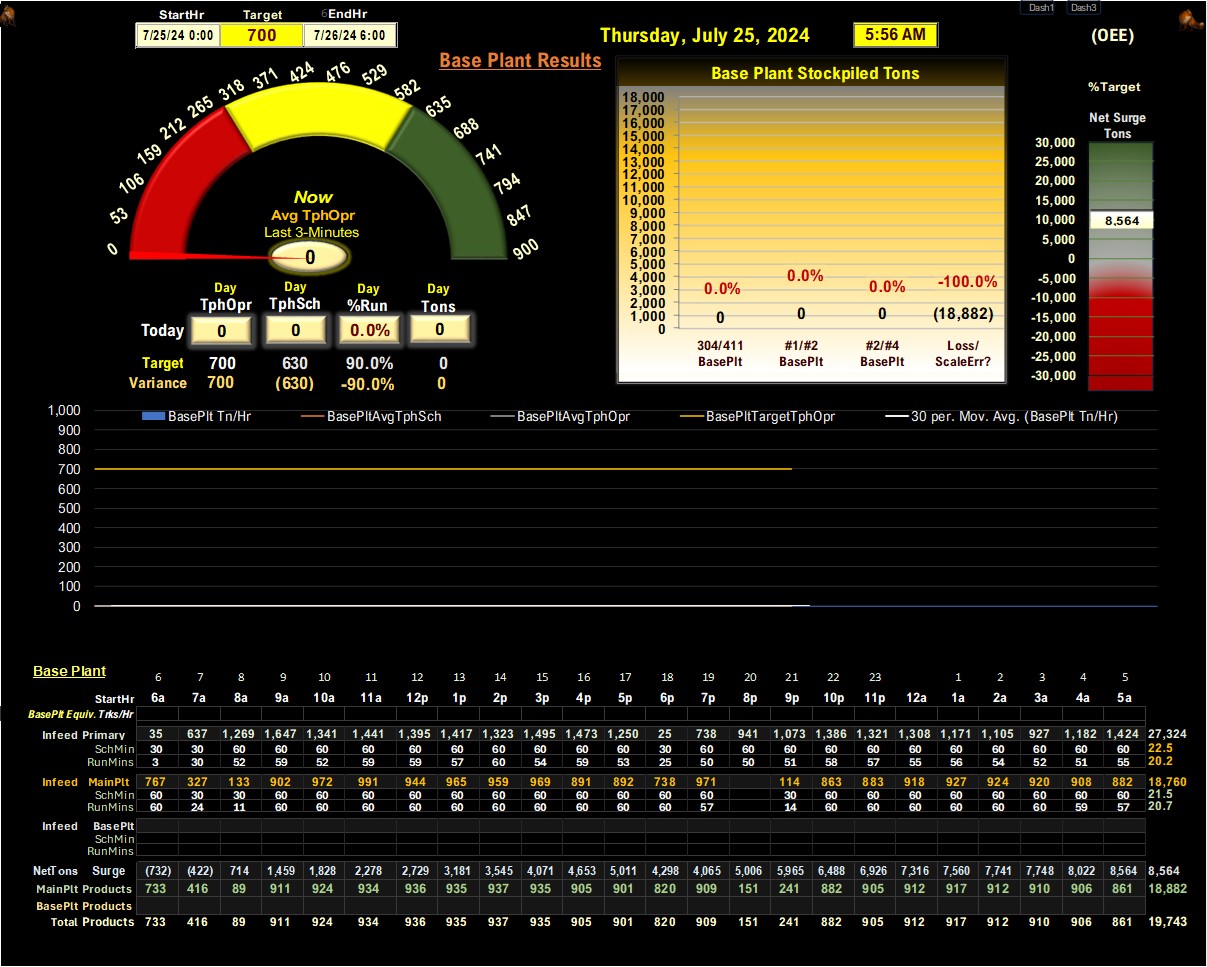 StartHr Target 6EndHr
7/25/24 0:00 700 7/26/24 6:00
Thursday, July 25, 2024 5:56 AM
Dash1 Dash3
(OEE)
Base Plant Results
0 53 106 159 212 265 318 371 424 476 529 582 635 688 741 794 847 900
Now
Avg TphOpr
Last 3-Minutes
0
Day Day Day Day
TphOpr TphSch %Run Tons
Today 0 0 0.0% 0
Target 700 630 90.0% 0
Variance 700 (630) -90.0% 0
Base Plant Stockpiled Tons
18,000
17,000
16,000
15,000
14,000
13,000
12,000
11,000
10,000
9,000
8,000
7,000
6,000
5,000
4,000
3,000
2,000
1,000
0
0.0% 0.0% 0.0% -100.0%
0 0 0 (18,882)
304/411 #1/#2 #2/#4 Loss/
BasePlt BasePlt BasePlt ScaleErr?
%Target
Net Surge
Tons
30,000
25,000
20,000
15,000
10,000
5,000
0
-5,000
-10,000
-15,000
-20,000
-25,000
-30,000
8,564
BasePlt Tn/Hr BasePltAvgTphSch BasePltAvgTphOpr BasePltTargetTphOpr 30 per. Mov. Avg. (BasePlt Tn/Hr)
1,000
900
800
700
600
500
400
300
200
100
0
Base Plant 6 7 8 9 10 11 12 13 14 15 16 17 18 19 20 21 22 23 1 2 3 4 5
StartHr 6a 7a 8a 9a 10a 11a 12p 1p 2p 3p 4p 5p 6p 7p 8p 9p 10p 11p 12a 1a 2a 3a 4a 5a
BasePlt Equiv. Trks/Hr
Infeed Primary 35 637 1,269 1,647 1,341 1,441 1,395 1,417 1,323 1,495 1,473 1,250 25 738 941 1,073 1,386 1,321 1,308 1,171 1,105 927 1,182 1,424 27,324
SchMin 30 30 60 60 60 60 60 60 60 60 60 60 30 60 60 60 60 60 60 60 60 60 60 60 22.5
RunMins 3 30 52 59 52 59 59 57 60 54 59 53 25 50 50 51 58 57 55 56 54 52 51 55 20.2
Infeed MainPlt 767 327 133 902 972 991 944 965 959 969 891 892 738 971 114 863 883 918 927 924 920 908 882 18,760
SchMin 60 30 30 60 60 60 60 60 60 60 60 60 60 60 30 60 60 60 60 60 60 60 60 21.5
RunMins 60 24 11 60 60 60 60 60 60 60 60 60 60 57 14 60 60 60 60 60 60 59 57 20.7
Infeed BasePlt
SchMin
RunMins
NetTons Surge (732) (422) 714 1,459 1,828 2,278 2,729 3,181 3,545 4,071 4,653 5,011 4,298 4,065 5,006 5,965 6,488 6,926 7,316 7,560 7,741 7,748 8,022 8,564 8,564
MainPlt Products 733 416 89 911 924 934 936 935 937 935 905 901 820 909 151 241 882 905 912 917 912 910 906 861 18,882
BasePlt Products
Total Products 733 416 89 911 924 934 936 935 937 935 905 901 820 909 151 241 882 905 912 917 912 910 906 861 19,743